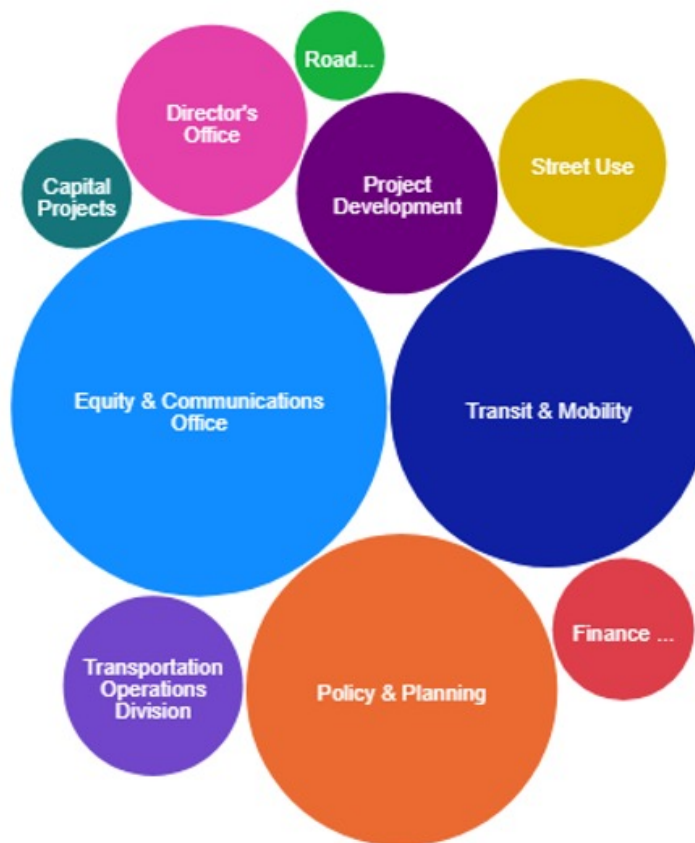 Road...
Director's
Office
Street Use
Capital
Projects
Project
Development
Equity & Communications
Office
Transit & Mobility
Finance ...
Transportation
Operations
Division
Policy & Planning